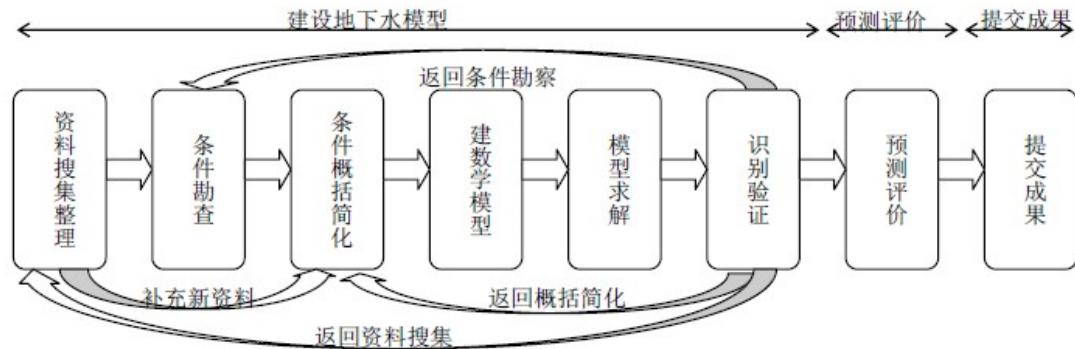 建设地下水模型
预测评价
提交成果
返回条件勘察
资料搜集整理
条件勘查
条件概括简化
建数学模型
模型求解
识别验证
预测评价
提交成果
补充新资料
返回概括简化
返回资料搜集